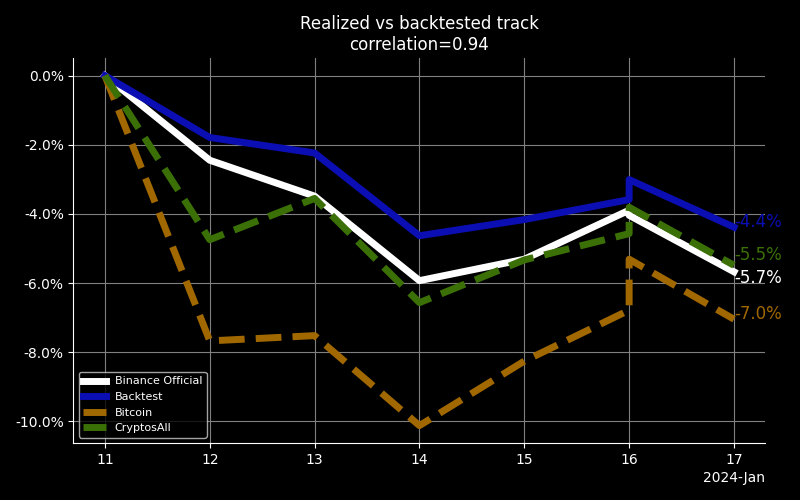 Realized vs backtested track
correlation=0.94
0.0%
-2.0%
-4.0%
-6.0%
-8.0%
-10.0%
-4.4%
-5.5%
-5.7%
-7.0%
Binance Official
Backtest
Bitcoin
CryptosAll
11 12 13 14 15 16 17
2024-Jan